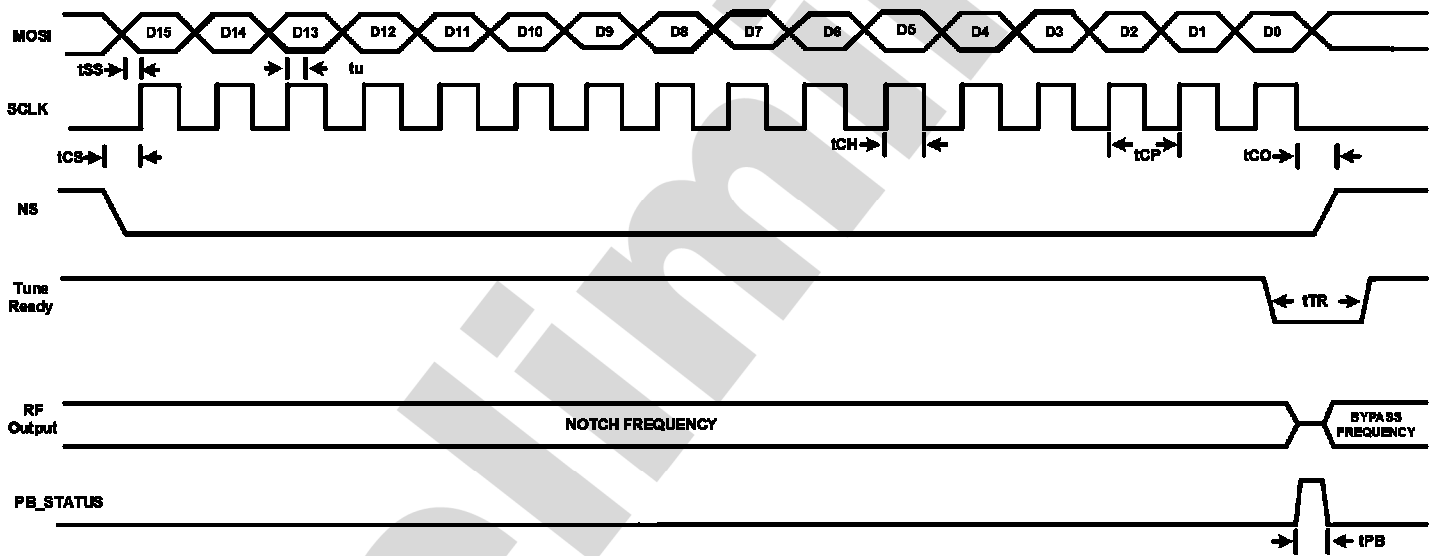 MOSI D15 D14 D13 D12 D11 D10 D9 D8 D7 D6 D5 D4 D3 D2 D1 D0
tSS tu
SCLK
tCS tCH tCP tCO
NS
Tune
Ready
tTR
RF
Output
NOTCH FREQUENCY
BYPASS
FREQUENCY
PB_STATUS
tPB